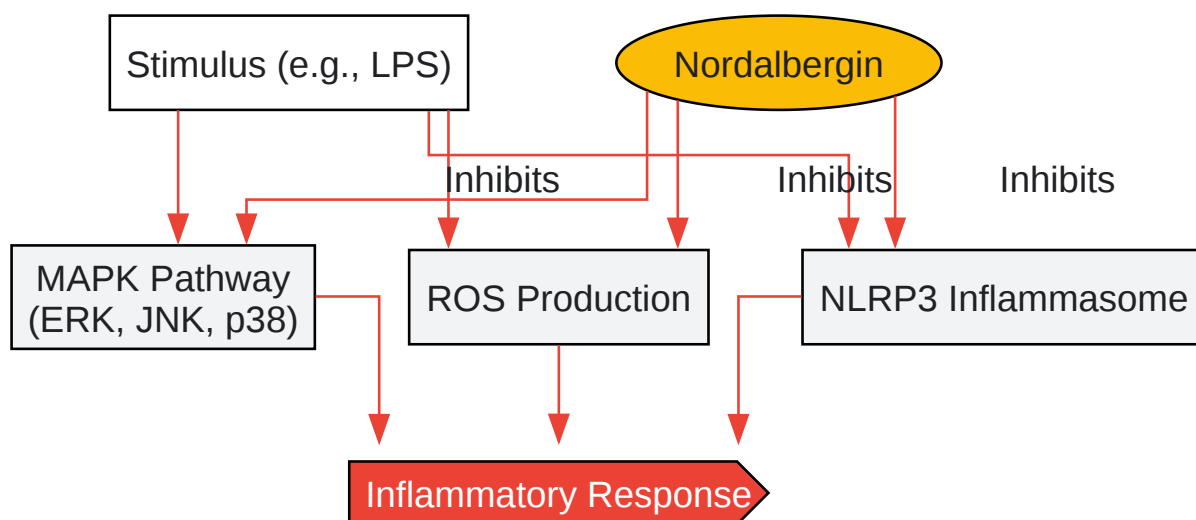 Stimulus (e.g., LPS)
Nordalbergin
Inhibits
Inhibits
Inhibits
MAPK Pathway
(ERK, JNK, p38)
ROS Production
NLRP3 Inflammasome
Inflammatory Response